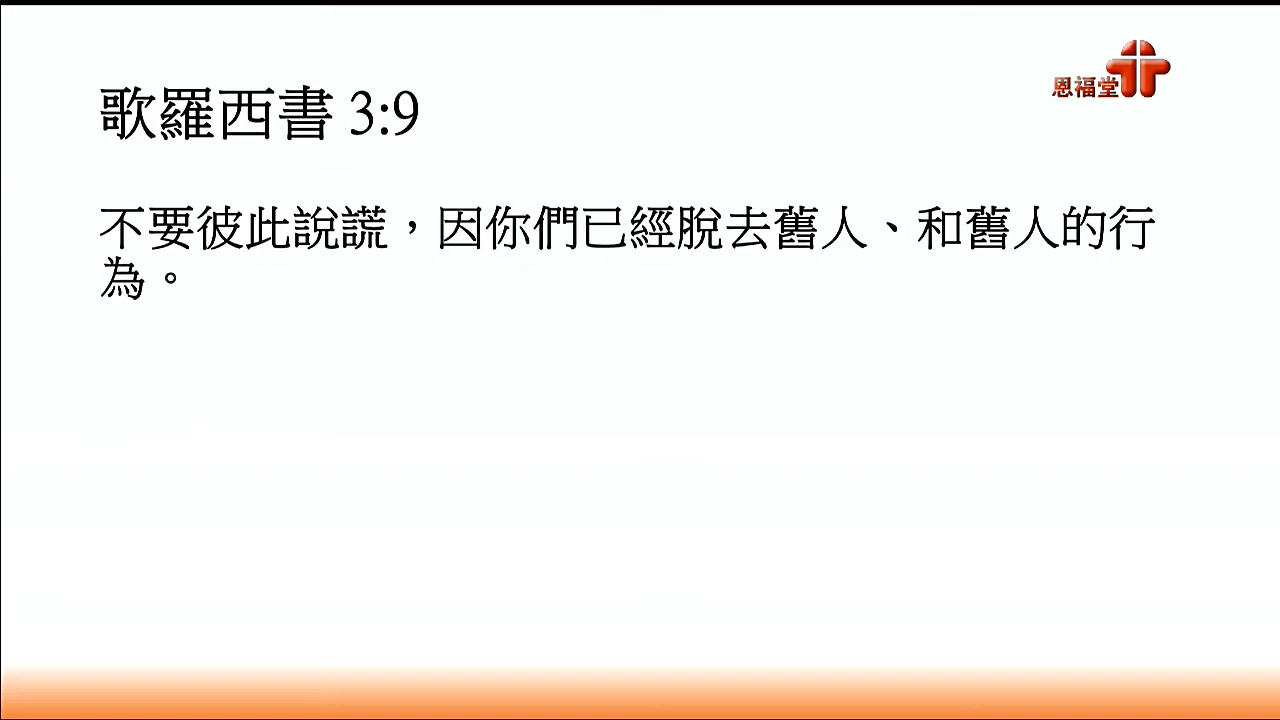 恩福堂
歌羅西書 3:9
不要彼此說謊，因你們已經脫去舊人、和舊人的行
為。